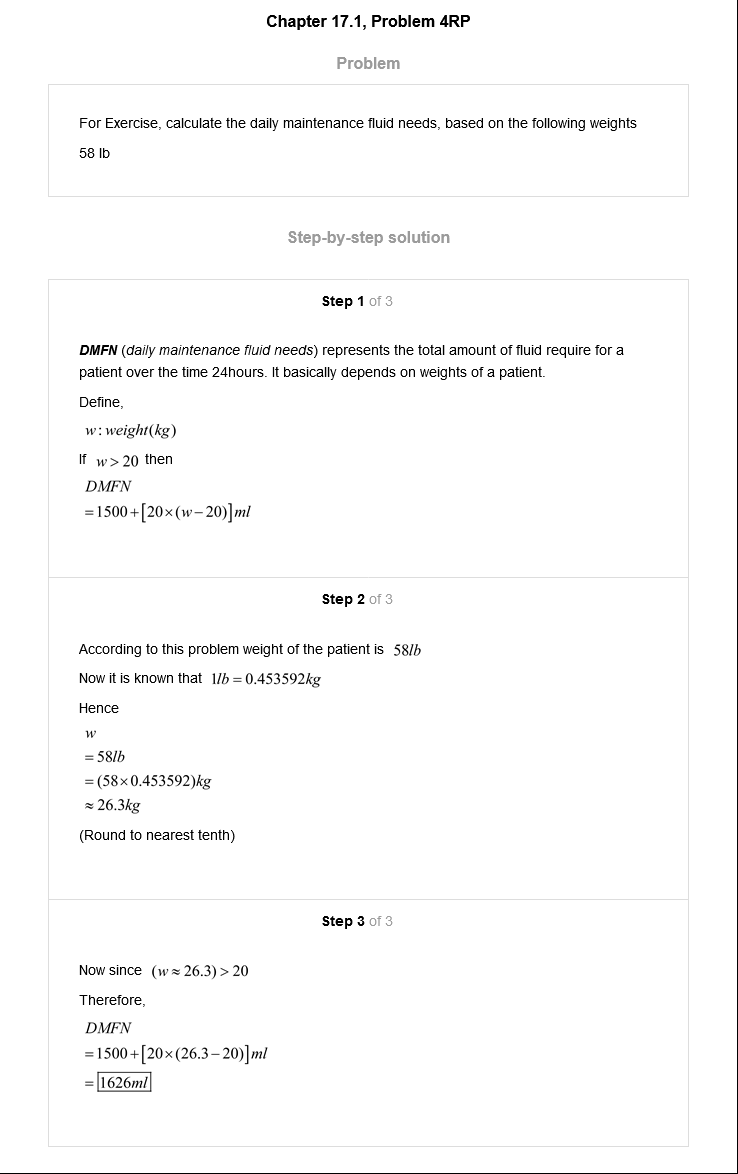 Chapter 17.1, Problem 4RP
Problem
For Exercise, calculate the daily maintenance fluid needs, based on the following weights
58 lb
Step-by-step solution
Step 1 of 3
DMFN (daily maintenance fluid needs) represents the total amount of fluid require for a
patient over the time 24hours. It basically depends on weights of a patient.
Define,
w: weight(kg)
If w > 20 then
DMFN
= 1500 + [20 × (w − 20)] ml
Step 2 of 3
According to this problem weight of the patient is 58lb
Now it is known that 1lb = 0.453592kg
Hence
w
= 58lb
= (58 × 0.453592)kg
≈ 26.3kg
(Round to nearest tenth)
Step 3 of 3
Now since (w ≈ 26.3) > 20
Therefore,
DMFN
= 1500 + [20 × (26.3 − 20)] ml
= 1626ml